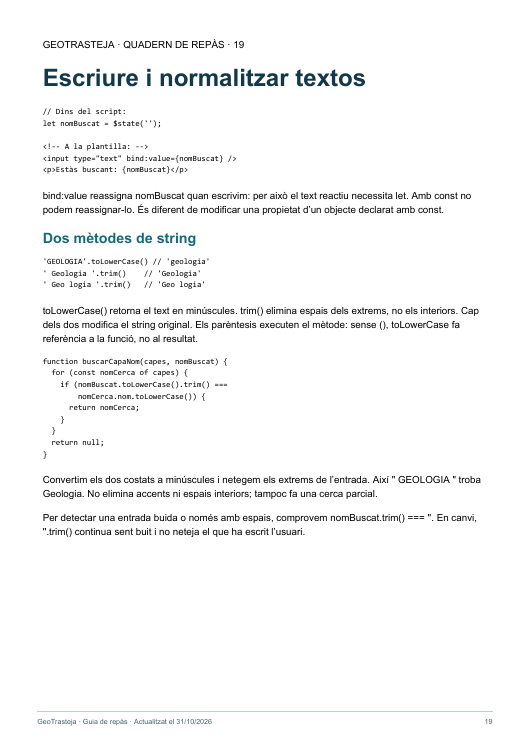 GEOTRASTEJA · QUADERN DE REPÀS · 19
Escriure i normalitzar textos
// Dins del script:
let nomBuscat = $state('');
<!-- A la plantilla: -->
<input type="text" bind:value={nomBuscat} />
<p>Estàs buscant: {nomBuscat}</p>
bind:value reassigna nomBuscat quan escrivim: per això el text reactiu necessita let. Amb const no
podem reassignar-lo. És diferent de modificar una propietat d’un objecte declarat amb const.
Dos mètodes de string
'GEOLOGIA'.toLowerCase() // 'geologia'
' Geologia '.trim()    // 'Geologia'
' Geo logia '.trim()   // 'Geo logia'
toLowerCase() retorna el text en minúscules. trim() elimina espais dels extrems, no els interiors. Cap
dels dos modifica el string original. Els parèntesis executen el mètode: sense (), toLowerCase fa
referència a la funció, no al resultat.
function buscarCapaNom(capes, nomBuscat) {
  for (const nomCerca of capes) {
    if (nomBuscat.toLowerCase().trim() ===
        nomCerca.nom.toLowerCase()) {
      return nomCerca;
    }
  }
  return null;
}
Convertim els dos costats a minúscules i netegem els extrems de l’entrada. Així " GEOLOGIA " troba
Geologia. No elimina accents ni espais interiors; tampoc fa una cerca parcial.
Per detectar una entrada buida o només amb espais, comprovem nomBuscat.trim() === ''. En canvi,
''.trim() continua sent buit i no neteja el que ha escrit l’usuari.
GeoTrasteja · Guia de repàs · Actualitzat el 31/10/2026
19